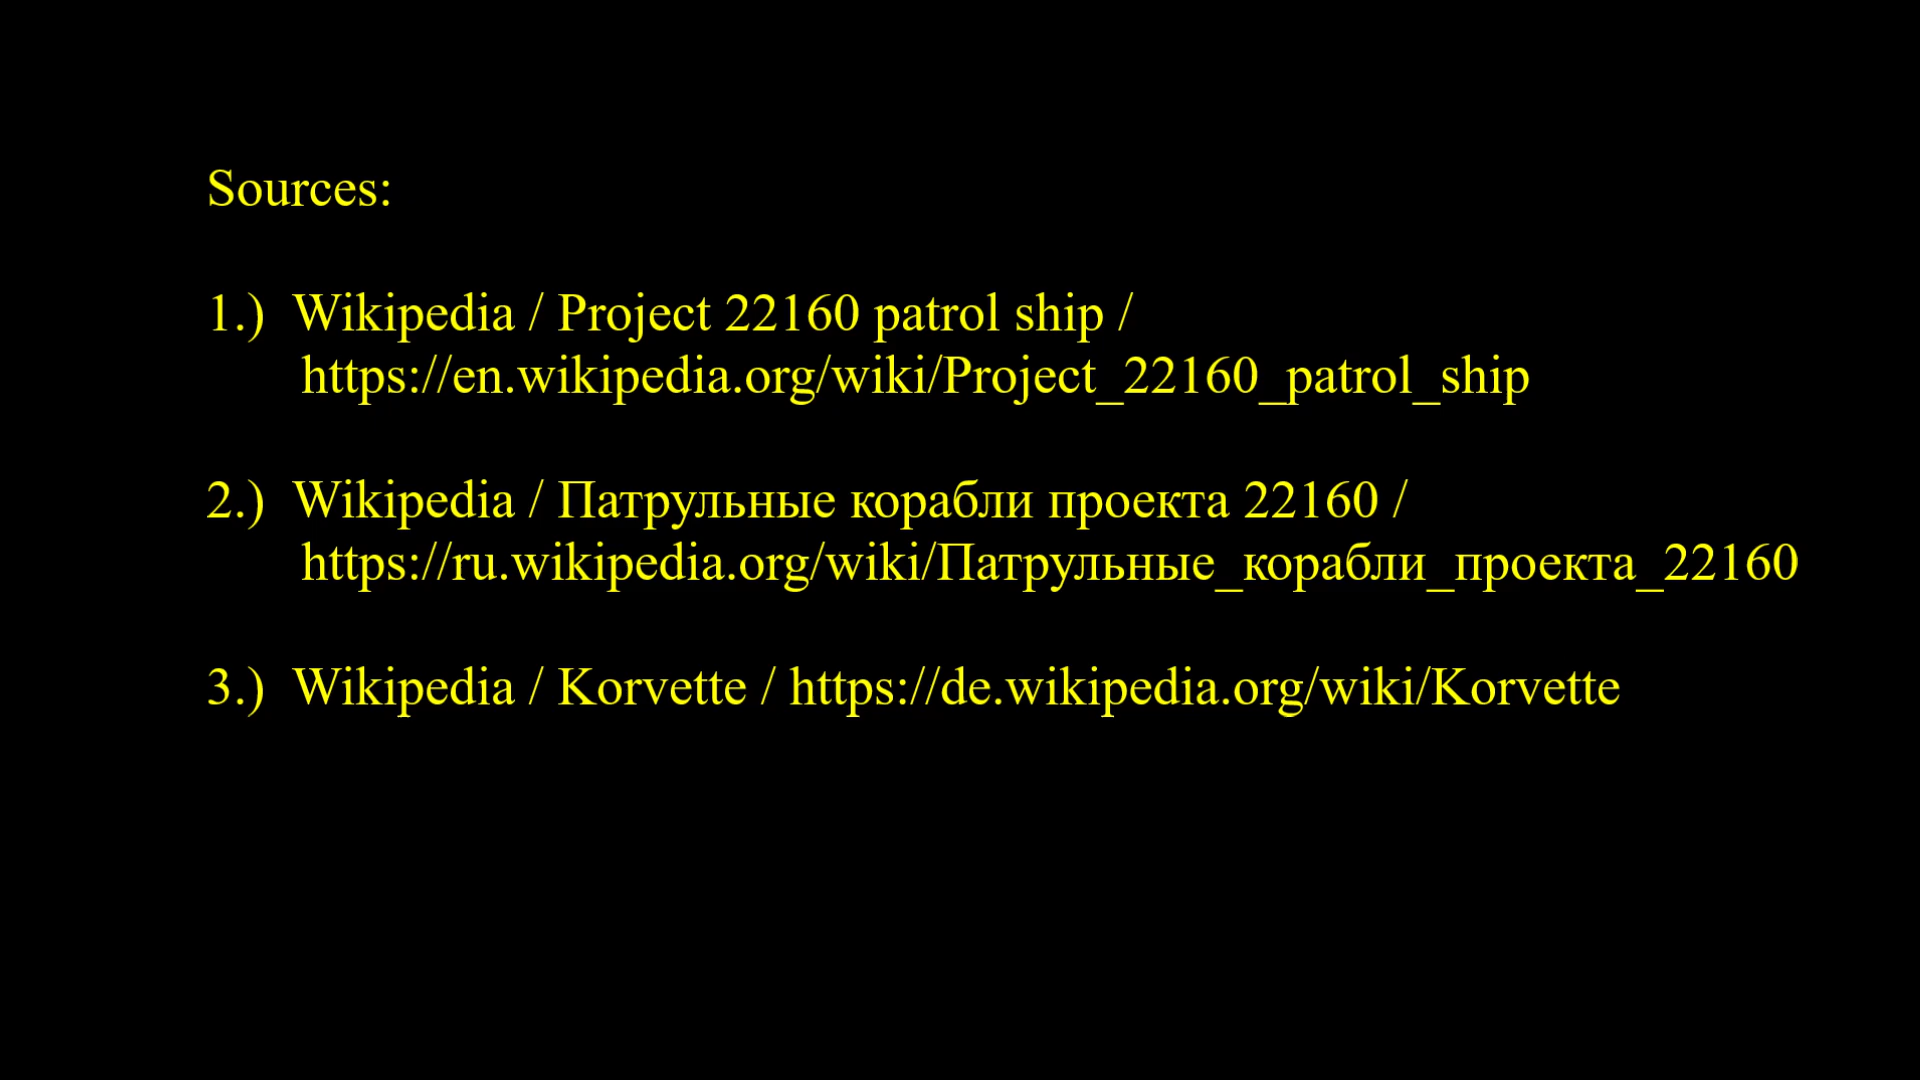 Sources:
1.) Wikipedia / Project 22160 patrol ship /
https://en.wikipedia.org/wiki/Project_22160_patrol_ship
2.) Wikipedia / Патрульные корабли проекта 22160 /
https://ru.wikipedia.org/wiki/Патрульные_корабли_проекта_22160
3.) Wikipedia / Korvette / https://de.wikipedia.org/wiki/Korvette